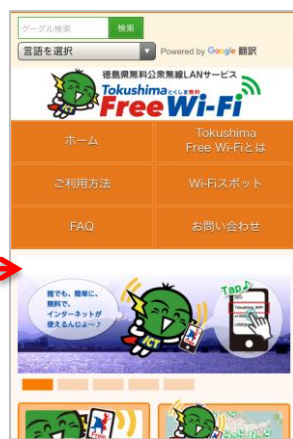 グーグル検索 検索
言語を選択 Powered by Google 翻訳
徳島県無料公衆無線LANサービス
Tokushima とくしま無料
Free Wi-Fi
ホーム
Tokushima
Free Wi-Fiとは
ご利用方法
Wi-Fiスポット
FAQ
お問い合わせ
誰でも、簡単に、
無料で、
インターネットが
使えるんじょ～♪
ICT
Tap♪
ICT
Free